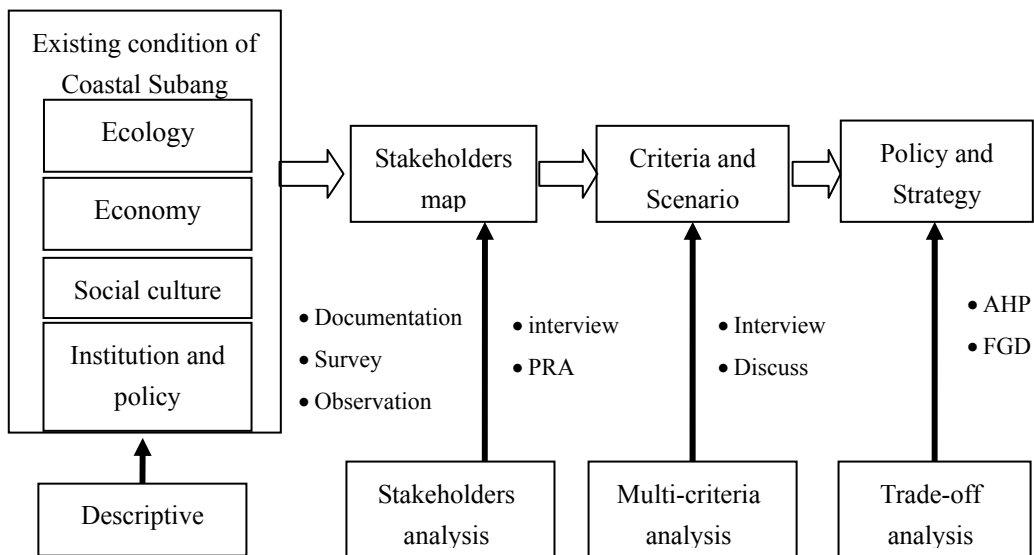 Existing condition of
Coastal Subang
Ecology
Economy
Social culture
Institution and
policy
Descriptive
• Documentation
• Survey
• Observation
Stakeholders
map
• interview
• PRA
Stakeholders
analysis
Criteria and
Scenario
• Interview
• Discuss
Multi-criteria
analysis
Policy and
Strategy
• AHP
• FGD
Trade-off
analysis